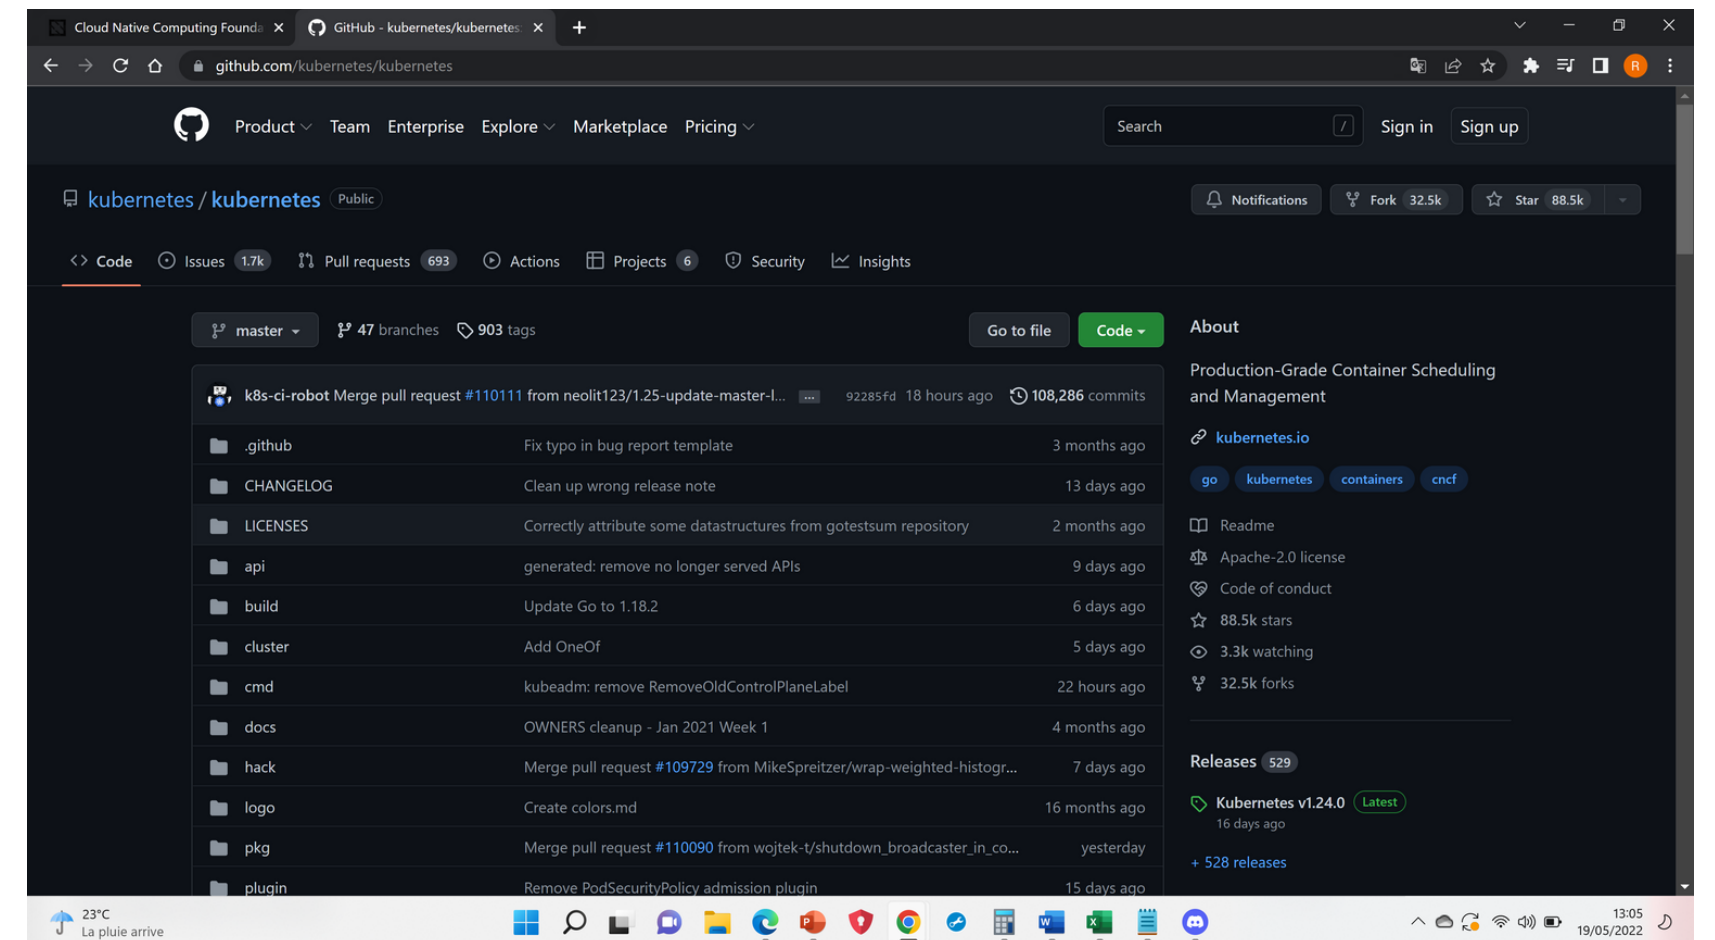 Cloud Native Computing Founda
GitHub - kubernetes/kubernetes:
github.com/kubernetes/kubernetes
R
Product Team Enterprise Explore Marketplace Pricing
Search /
Sign in Sign up
kubernetes / kubernetes Public
Notifications Fork 32.5k Star 88.5k
Code Issues 1.7k Pull requests 693 Actions Projects 6 Security Insights
master 47 branches 903 tags
Go to file Code
k8s-ci-robot Merge pull request #110111 from neolit123/1.25-update-master-l... ... 92285fd 18 hours ago 108,286 commits
.github Fix typo in bug report template 3 months ago
CHANGELOG Clean up wrong release note 13 days ago
LICENSES Correctly attribute some datastructures from gotestsum repository 2 months ago
api generated: remove no longer served APIs 9 days ago
build Update Go to 1.18.2 6 days ago
cluster Add OneOf 5 days ago
cmd kubeadm: remove RemoveOldControlPlaneLabel 22 hours ago
docs OWNERS cleanup - Jan 2021 Week 1 4 months ago
hack Merge pull request #109729 from MikeSpreitzer/wrap-weighted-histogr... 7 days ago
logo Create colors.md 16 months ago
pkg Merge pull request #110090 from wojtek-t/shutdown_broadcaster_in_co... yesterday
plugin Remove PodSecurityPolicy admission plugin 15 days ago
About
Production-Grade Container Scheduling
and Management
kubernetes.io
go kubernetes containers cncf
Readme
Apache-2.0 license
Code of conduct
88.5k stars
3.3k watching
32.5k forks
Releases 529
Kubernetes v1.24.0 Latest
16 days ago
+ 528 releases
23°C
La pluie arrive
13:05
19/05/2022